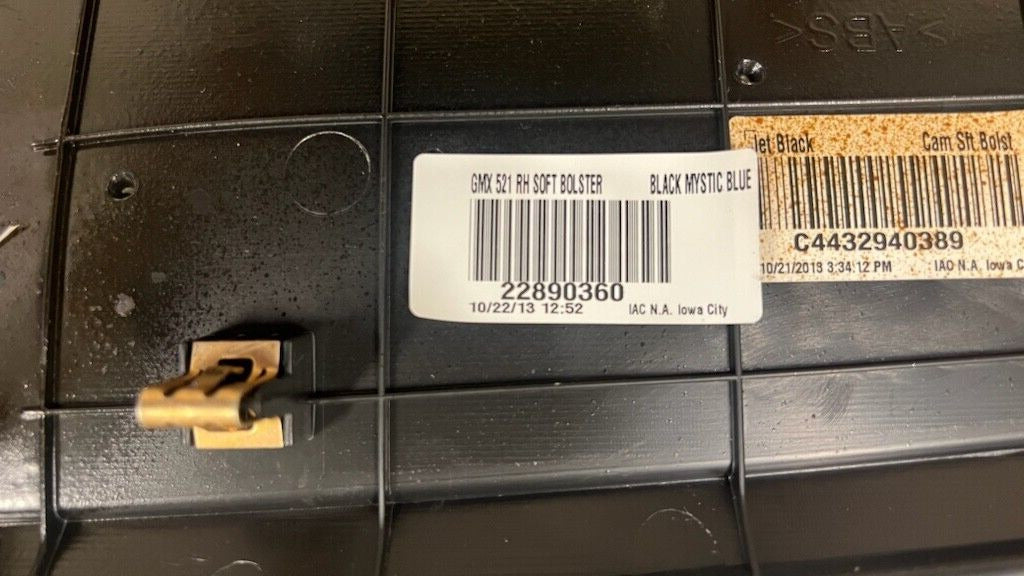 >ABS<
GMX 521 RH SOFT BOLSTER BLACK MYSTIC BLUE
22890360
10/22/13 12:52 IAC N.A. Iowa City
Jet Black Cam Sft Bolst
C4432940389
10/21/2013 3:34:12 PM IAC N.A. Iowa C